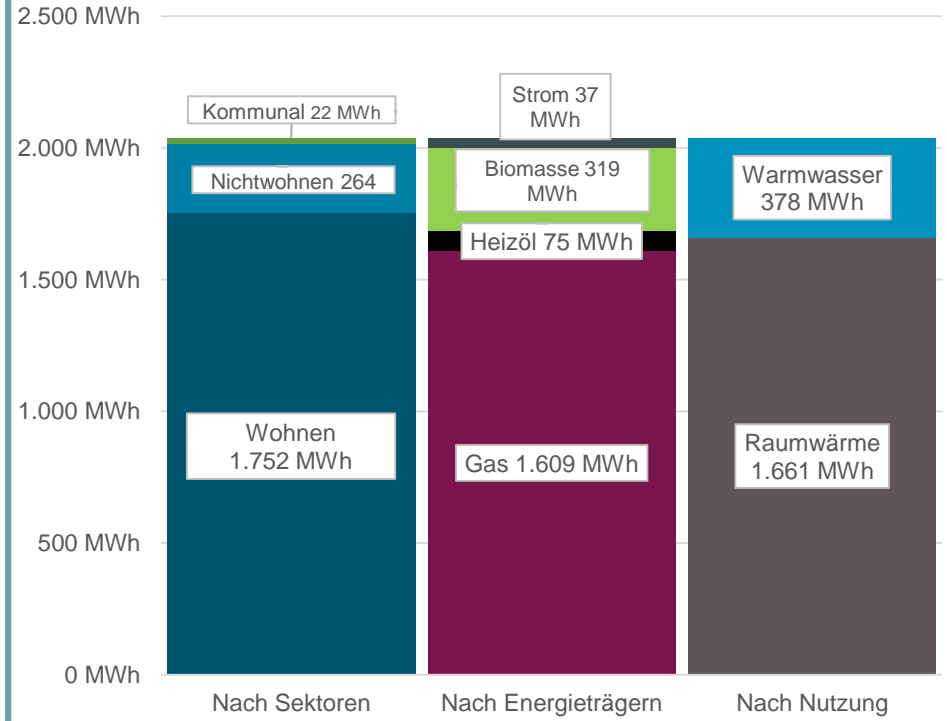 2.500 MWh
2.000 MWh
1.500 MWh
1.000 MWh
500 MWh
0 MWh
Kommunal 22 MWh
Nichtwohnen 264
Wohnen
1.752 MWh
Strom 37
MWh
Biomasse 319
MWh
Heizöl 75 MWh
Gas 1.609 MWh
Warmwasser
378 MWh
Raumwärme
1.661 MWh
Nach Sektoren
Nach Energieträgern
Nach Nutzung